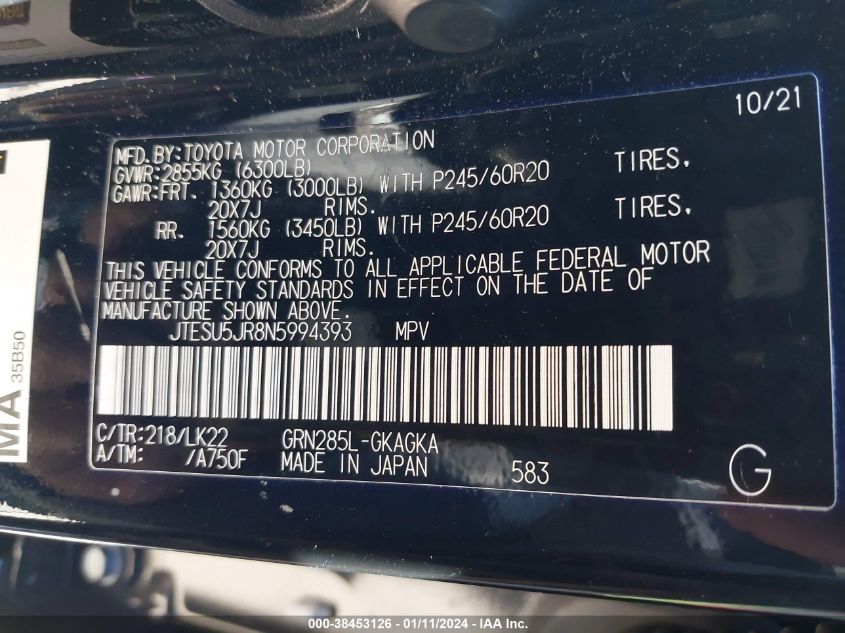 10/21
MFD.BY:TOYOTA MOTOR CORPORATION
GVWR:2855KG (6300LB)
GAWR:FRT. 1360KG (3000LB) WITH P245/60R20 TIRES,
20X7J RIMS.
RR. 1560KG (3450LB) WITH P245/60R20 TIRES,
20X7J RIMS.
THIS VEHICLE CONFORMS TO ALL APPLICABLE FEDERAL MOTOR
VEHICLE SAFETY STANDARDS IN EFFECT ON THE DATE OF
MANUFACTURE SHOWN ABOVE.
JTESU5JR8N5994393 MPV
C/TR:218/LK22 GRN285L-GKAGKA
A/TM: /A750F MADE IN JAPAN 583 G
MA
35B50
000-38453126 - 01/11/2024 - IAA Inc.